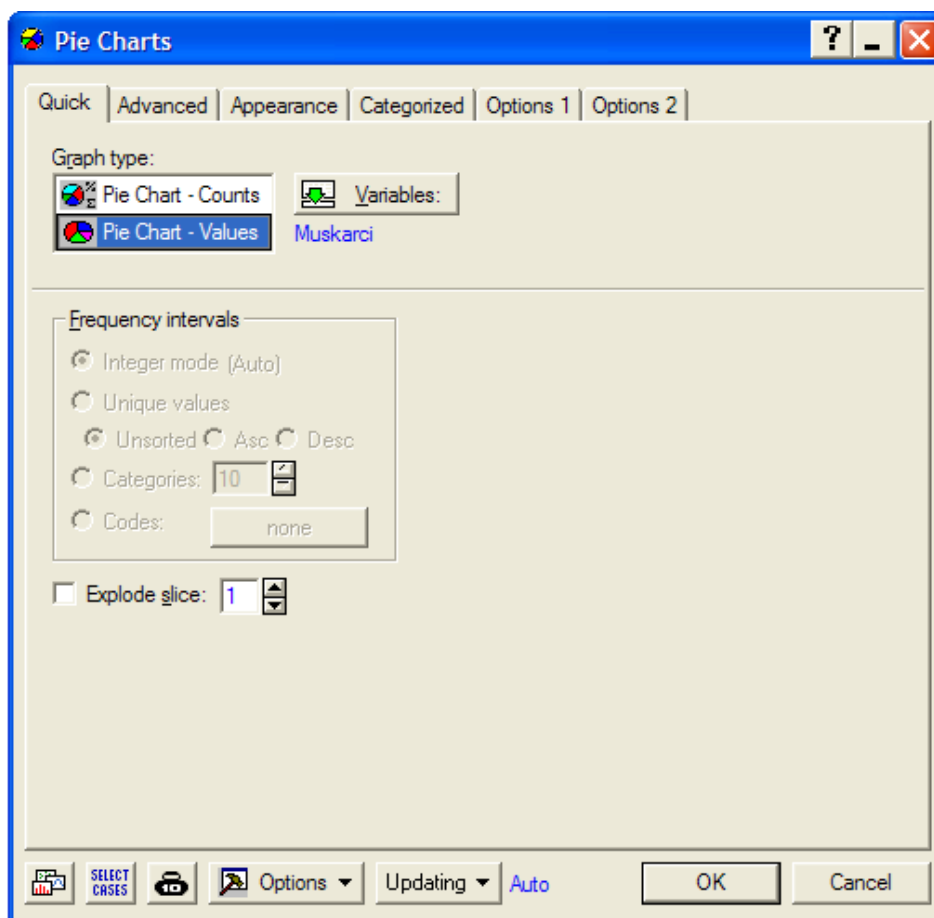 Pie Charts
Quick Advanced Appearance Categorized Options 1 Options 2
Graph type:
Pie Chart - Counts Variables:
Pie Chart - Values Muskarci
Frequency intervals
Integer mode (Auto)
Unique values
Unsorted Asc Desc
Categories: 10
Codes: none
Explode slice: 1
SELECT CASES Options Updating Auto OK Cancel